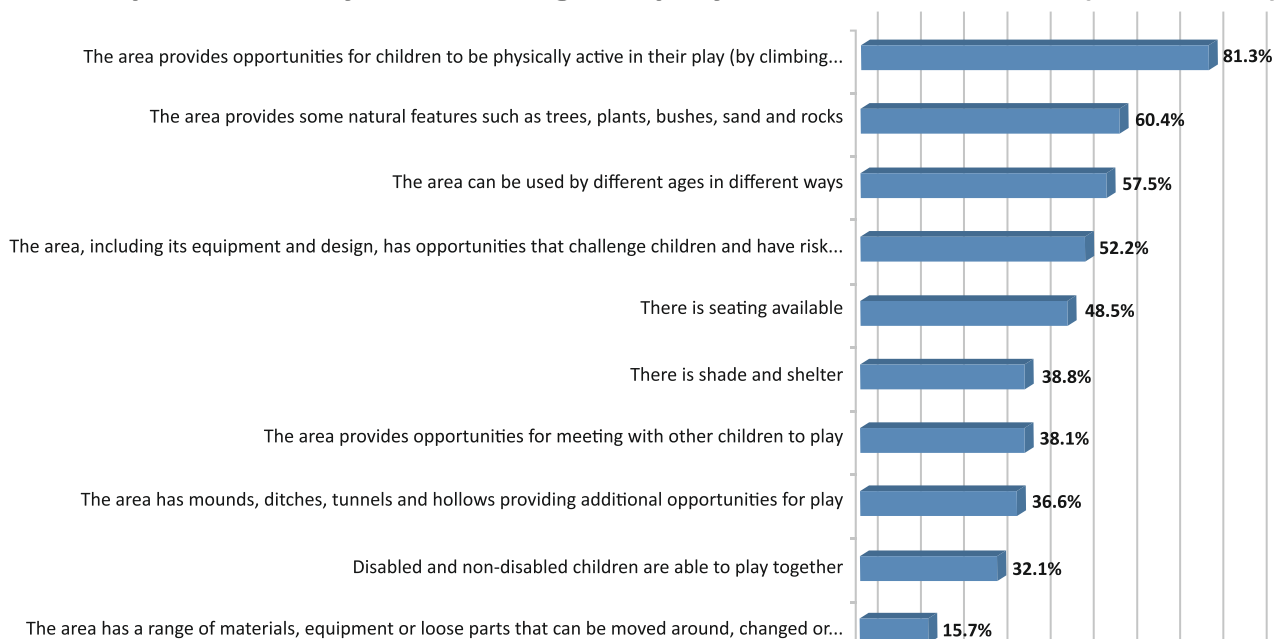 The area provides opportunities for children to be physically active in their play (by climbing... 81.3%
The area provides some natural features such as trees, plants, bushes, sand and rocks 60.4%
The area can be used by different ages in different ways 57.5%
The area, including its equipment and design, has opportunities that challenge children and have risk... 52.2%
There is seating available 48.5%
There is shade and shelter 38.8%
The area provides opportunities for meeting with other children to play 38.1%
The area has mounds, ditches, tunnels and hollows providing additional opportunities for play 36.6%
Disabled and non-disabled children are able to play together 32.1%
The area has a range of materials, equipment or loose parts that can be moved around, changed or... 15.7%